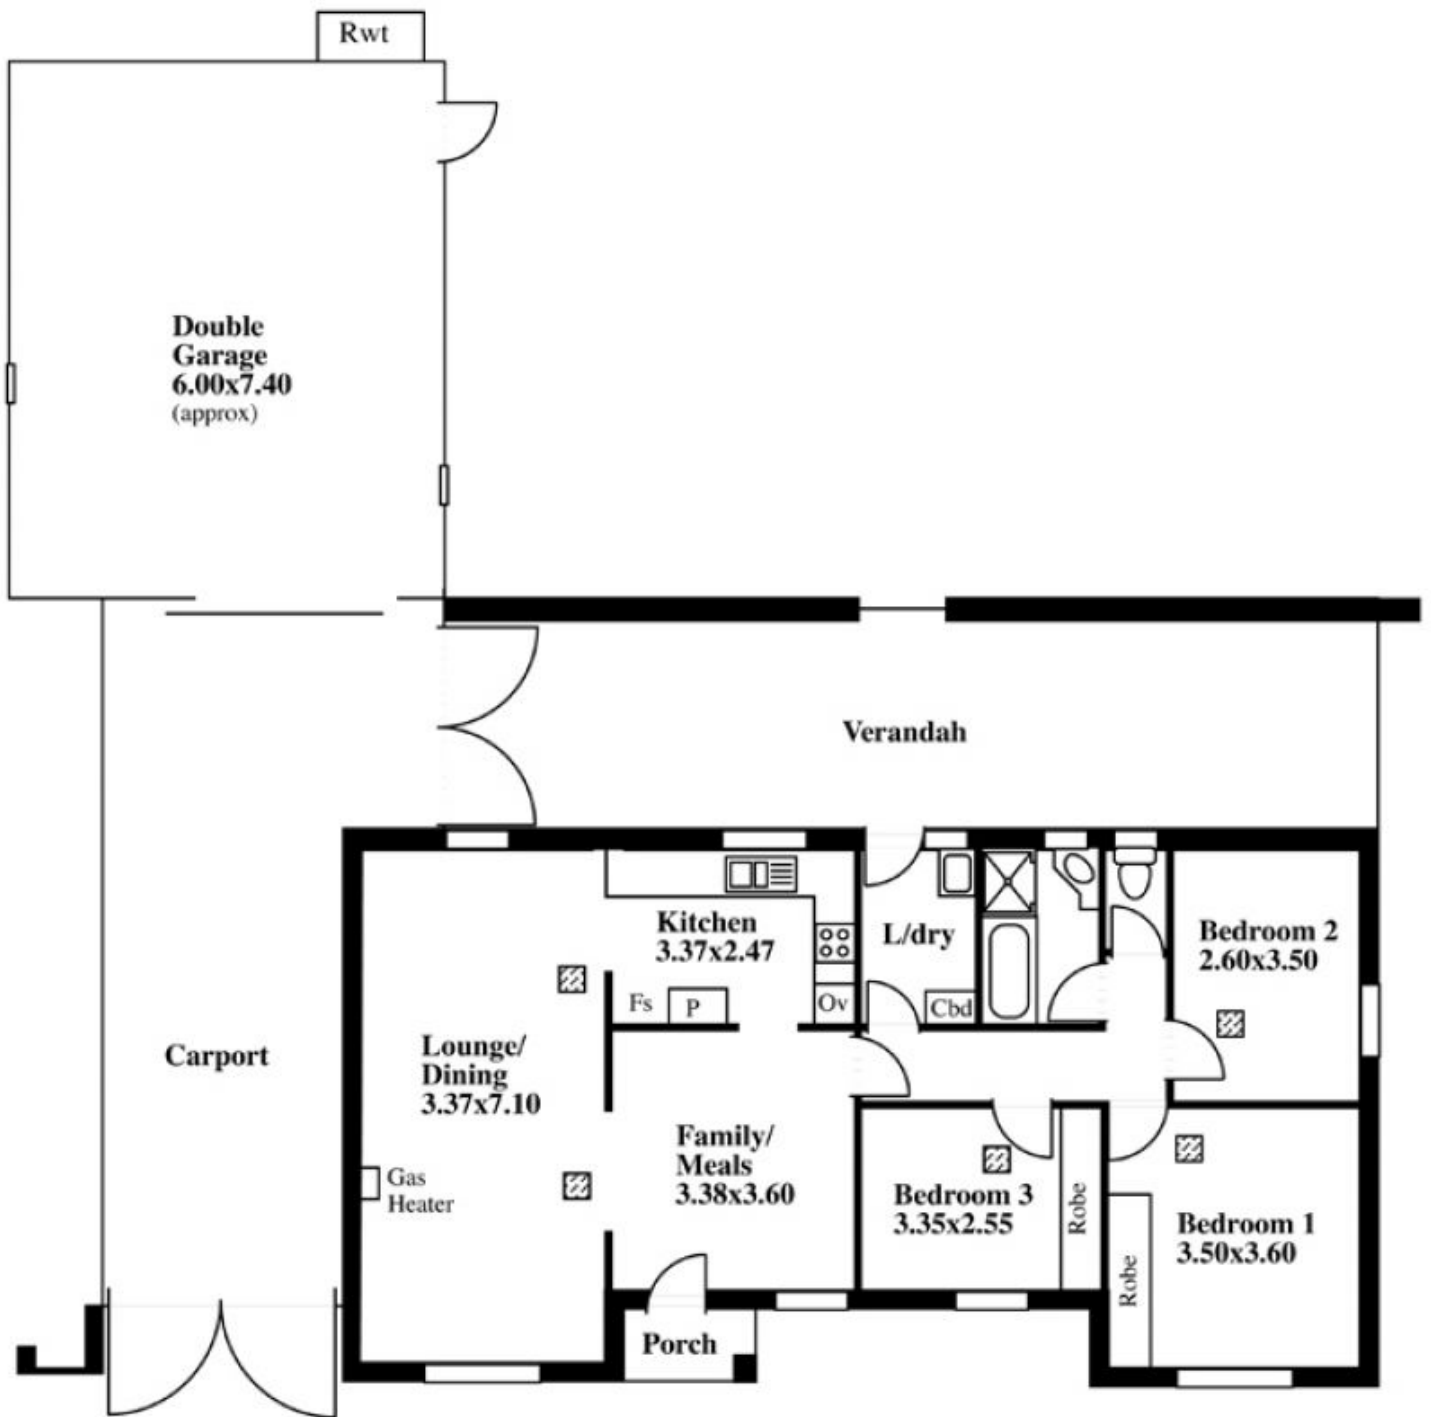 Rwt
Double
Garage
6.00x7.40
(approx)
Verandah
Kitchen
3.37x2.47
Fs
P
Ov
L/dry
Cbd
Bedroom 2
2.60x3.50
Carport
Lounge/
Dining
3.37x7.10
Gas
Heater
Family/
Meals
3.38x3.60
Bedroom 3
3.35x2.55
Robe
Bedroom 1
3.50x3.60
Robe
Porch